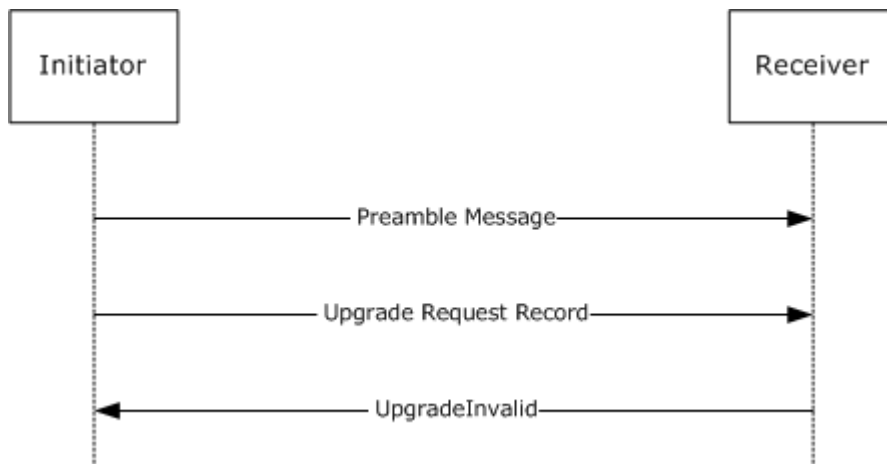 Initiator
Receiver
Preamble Message
Upgrade Request Record
UpgradeInvalid